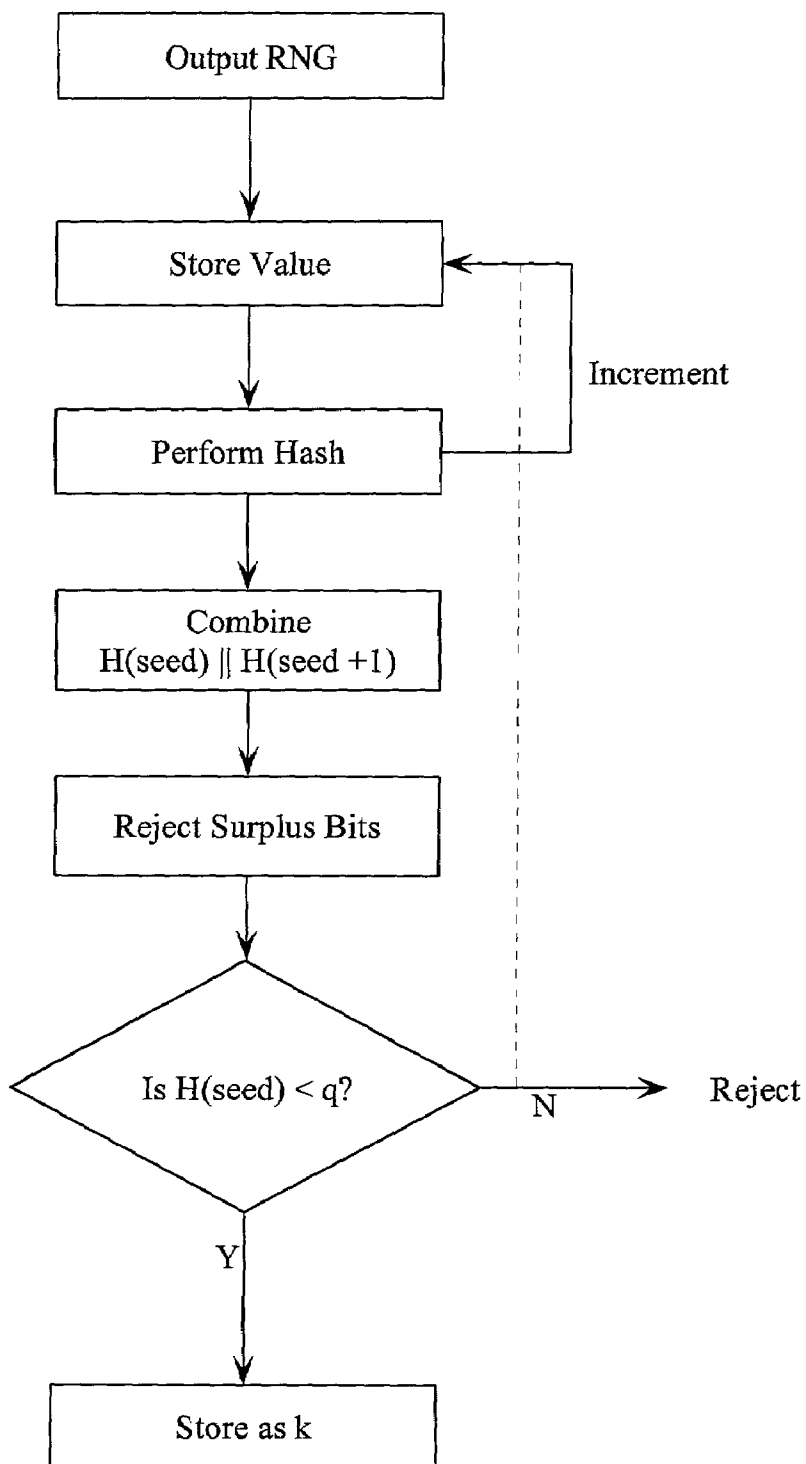 Output RNG
Store Value
Increment
Perform Hash
Combine
H(seed) || H(seed +1)
Reject Surplus Bits
Is H(seed) < q?
N
Reject
Y
Store as k